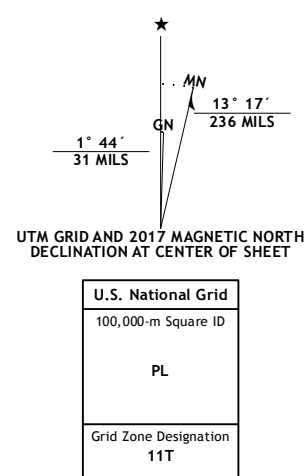 ★
MN
GN
1° 44´
31 MILS
13° 17´
236 MILS
UTM GRID AND 2017 MAGNETIC NORTH
DECLINATION AT CENTER OF SHEET
U.S. National Grid
100,000-m Square ID
PL
Grid Zone Designation
11T